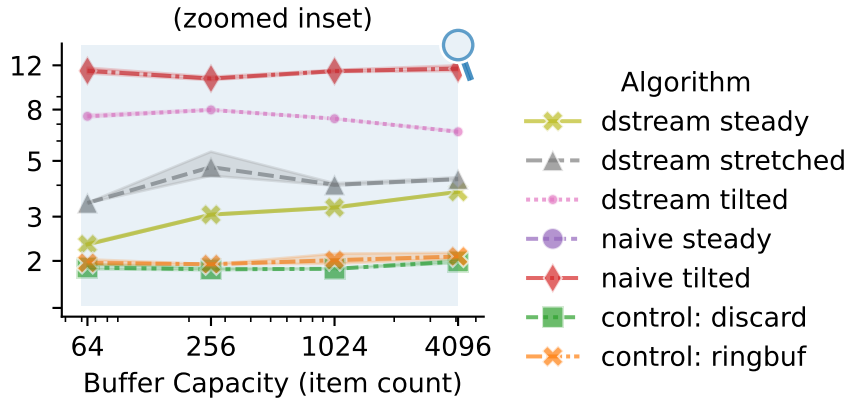 (zoomed inset)
12
8
5
3
2
64 256 1024 4096
Buffer Capacity (item count)
Algorithm
dstream steady
dstream stretched
dstream tilted
naive steady
naive tilted
control: discard
control: ringbuf